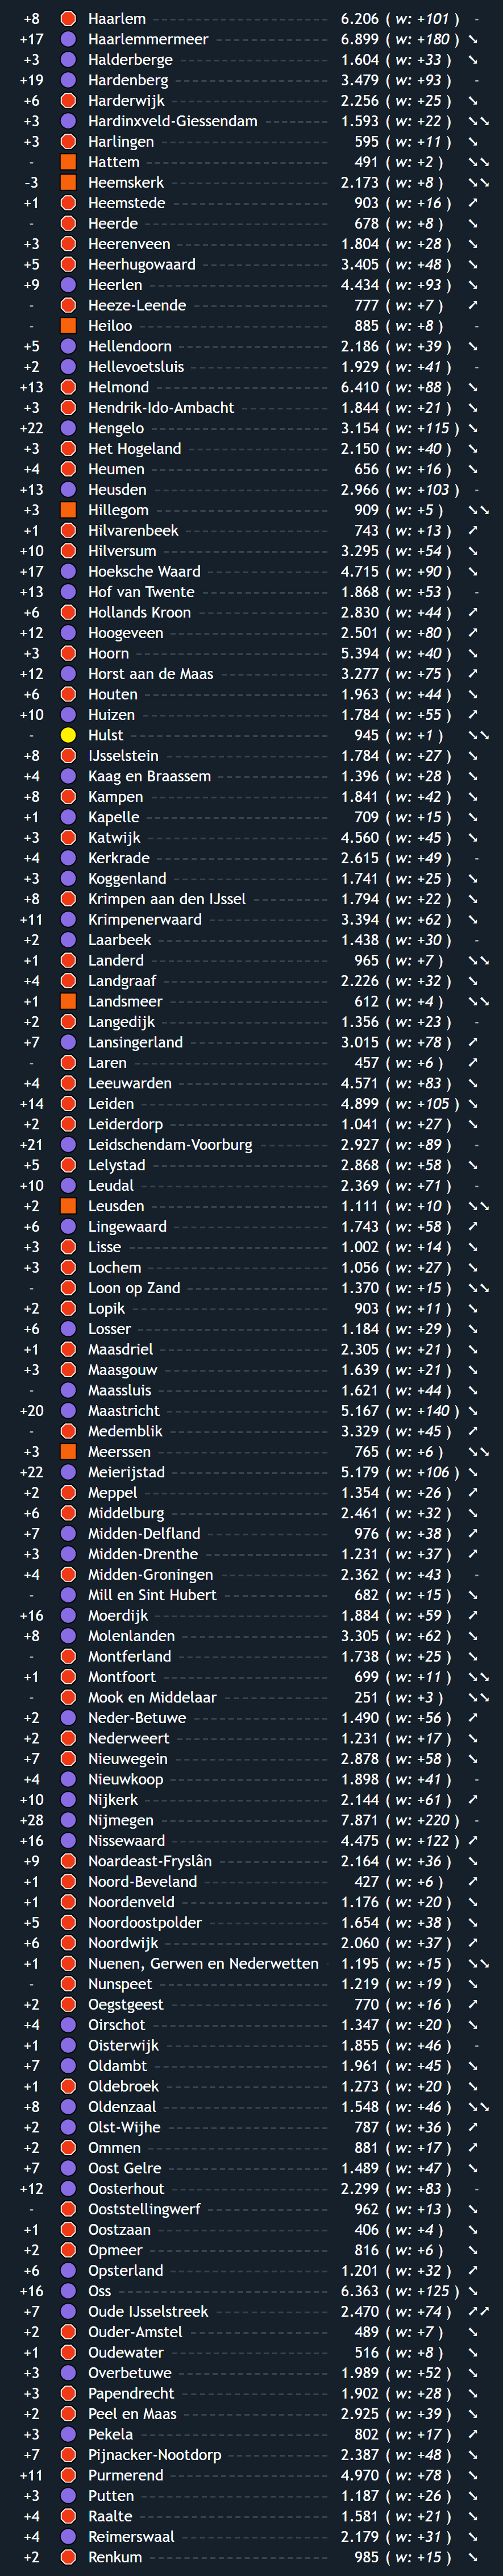 +8 Haarlem 6.206 ( w: +101 ) -
+17 Haarlemmermeer 6.899 ( w: +180 ) ↘
+3 Halderberge 1.604 ( w: +33 ) ↘
+19 Hardenberg 3.479 ( w: +93 ) -
+6 Harderwijk 2.256 ( w: +25 ) ↘
+3 Hardinxveld-Giessendam 1.593 ( w: +22 ) ↘↘
+3 Harlingen 595 ( w: +11 ) ↘
- Hattem 491 ( w: +2 ) ↘↘
-3 Heemskerk 2.173 ( w: +8 ) ↘↘
+1 Heemstede 903 ( w: +16 ) ↗
- Heerde 678 ( w: +8 ) ↘
+3 Heerenveen 1.804 ( w: +28 ) ↘
+5 Heerhugowaard 3.405 ( w: +48 ) ↘
+9 Heerlen 4.434 ( w: +93 ) ↘
- Heeze-Leende 777 ( w: +7 ) ↗
- Heiloo 885 ( w: +8 ) -
+5 Hellendoorn 2.186 ( w: +39 ) ↘
+2 Hellevoetsluis 1.929 ( w: +41 ) -
+13 Helmond 6.410 ( w: +88 ) ↘
+3 Hendrik-Ido-Ambacht 1.844 ( w: +21 ) ↘
+22 Hengelo 3.154 ( w: +115 ) ↘
+3 Het Hogeland 2.150 ( w: +40 ) ↘
+4 Heumen 656 ( w: +16 ) ↘
+13 Heusden 2.966 ( w: +103 ) -
+3 Hillegom 909 ( w: +5 ) ↘↘
+1 Hilvarenbeek 743 ( w: +13 ) ↗
+10 Hilversum 3.295 ( w: +54 ) ↘
+17 Hoeksche Waard 4.715 ( w: +90 ) ↘
+13 Hof van Twente 1.868 ( w: +53 ) -
+6 Hollands Kroon 2.830 ( w: +44 ) ↗
+12 Hoogeveen 2.501 ( w: +80 ) ↗
+3 Hoorn 5.394 ( w: +40 ) ↘
+12 Horst aan de Maas 3.277 ( w: +75 ) ↗
+6 Houten 1.963 ( w: +44 ) ↘
+10 Huizen 1.784 ( w: +55 ) ↗
- Hulst 945 ( w: +1 ) ↘↘
+8 IJsselstein 1.784 ( w: +27 ) ↘
+4 Kaag en Braassem 1.396 ( w: +28 ) ↘
+8 Kampen 1.841 ( w: +42 ) ↘
+1 Kapelle 709 ( w: +15 ) ↘
+3 Katwijk 4.560 ( w: +45 ) ↘
+4 Kerkrade 2.615 ( w: +49 ) -
+3 Koggenland 1.741 ( w: +25 ) ↘
+8 Krimpen aan den IJssel 1.794 ( w: +22 ) ↘
+11 Krimpenerwaard 3.394 ( w: +62 ) ↘
+2 Laarbeek 1.438 ( w: +30 ) -
+1 Landerd 965 ( w: +7 ) ↘↘
+4 Landgraaf 2.226 ( w: +32 ) ↘
+1 Landsmeer 612 ( w: +4 ) ↘↘
+2 Langedijk 1.356 ( w: +23 ) -
+7 Lansingerland 3.015 ( w: +78 ) ↗
- Laren 457 ( w: +6 ) ↗
+4 Leeuwarden 4.571 ( w: +83 ) ↘
+14 Leiden 4.899 ( w: +105 ) ↘
+2 Leiderdorp 1.041 ( w: +27 ) ↘
+21 Leidschendam-Voorburg 2.927 ( w: +89 ) -
+5 Lelystad 2.868 ( w: +58 ) ↘
+10 Leudal 2.369 ( w: +71 ) -
+2 Leusden 1.111 ( w: +10 ) ↘↘
+6 Lingewaard 1.743 ( w: +58 ) ↗
+3 Lisse 1.002 ( w: +14 ) ↘
+3 Lochem 1.056 ( w: +27 ) ↘
- Loon op Zand 1.370 ( w: +15 ) ↘↘
+2 Lopik 903 ( w: +11 ) ↘
+6 Losser 1.184 ( w: +29 ) ↘
+1 Maasdriel 2.305 ( w: +21 ) ↘
+3 Maasgouw 1.639 ( w: +21 ) ↘
- Maassluis 1.621 ( w: +44 ) ↘
+20 Maastricht 5.167 ( w: +140 ) ↘
- Medemblik 3.329 ( w: +45 ) ↗
+3 Meerssen 765 ( w: +6 ) ↘↘
+22 Meierijstad 5.179 ( w: +106 ) ↘
+2 Meppel 1.354 ( w: +26 ) ↗
+6 Middelburg 2.461 ( w: +32 ) ↘
+7 Midden-Delfland 976 ( w: +38 ) ↗
+3 Midden-Drenthe 1.231 ( w: +37 ) ↗
+4 Midden-Groningen 2.362 ( w: +43 ) -
- Mill en Sint Hubert 682 ( w: +15 ) ↘
+16 Moerdijk 1.884 ( w: +59 ) ↗
+8 Molenlanden 3.305 ( w: +62 ) ↘
- Montferland 1.738 ( w: +25 ) ↘
+1 Montfoort 699 ( w: +11 ) ↘↘
- Mook en Middelaar 251 ( w: +3 ) ↘↘
+2 Neder-Betuwe 1.490 ( w: +56 ) ↗
+2 Nederweert 1.231 ( w: +17 ) ↘
+7 Nieuwegein 2.878 ( w: +58 ) ↘
+4 Nieuwkoop 1.898 ( w: +41 ) -
+10 Nijkerk 2.144 ( w: +61 ) ↗
+28 Nijmegen 7.871 ( w: +220 ) -
+16 Nissewaard 4.475 ( w: +122 ) ↗
+9 Noardeast-Fryslân 2.164 ( w: +36 ) ↘
+1 Noord-Beveland 427 ( w: +6 ) ↗
+1 Noordenveld 1.176 ( w: +20 ) ↘
+5 Noordoostpolder 1.654 ( w: +38 ) ↘
+6 Noordwijk 2.060 ( w: +37 ) ↗
+1 Nuenen, Gerwen en Nederwetten 1.195 ( w: +15 ) ↘↘
- Nunspeet 1.219 ( w: +19 ) ↘
+2 Oegstgeest 770 ( w: +16 ) ↗
+4 Oirschot 1.347 ( w: +20 ) ↘
+1 Oisterwijk 1.855 ( w: +46 ) -
+7 Oldambt 1.961 ( w: +45 ) ↘
+1 Oldebroek 1.273 ( w: +20 ) ↘
+8 Oldenzaal 1.548 ( w: +46 ) ↘↘
+2 Olst-Wijhe 787 ( w: +36 ) ↗
+2 Ommen 881 ( w: +17 ) ↗
+7 Oost Gelre 1.489 ( w: +47 ) ↘
+12 Oosterhout 2.299 ( w: +83 ) -
- Ooststellingwerf 962 ( w: +13 ) ↘
+1 Oostzaan 406 ( w: +4 ) ↘
+2 Opmeer 816 ( w: +6 ) ↘
+6 Opsterland 1.201 ( w: +32 ) ↗
+16 Oss 6.363 ( w: +125 ) ↘
+7 Oude IJsselstreek 2.470 ( w: +74 ) ↗↗
+2 Ouder-Amstel 489 ( w: +7 ) ↘
+1 Oudewater 516 ( w: +8 ) ↘
+3 Overbetuwe 1.989 ( w: +52 ) ↘
+3 Papendrecht 1.902 ( w: +28 ) ↘
+2 Peel en Maas 2.925 ( w: +39 ) ↘
+3 Pekela 802 ( w: +17 ) ↗
+7 Pijnacker-Nootdorp 2.387 ( w: +48 ) ↘
+11 Purmerend 4.970 ( w: +78 ) ↘
+3 Putten 1.187 ( w: +26 ) ↘
+4 Raalte 1.581 ( w: +21 ) ↘
+4 Reimerswaal 2.179 ( w: +31 ) ↘
+2 Renkum 985 ( w: +15 ) ↘